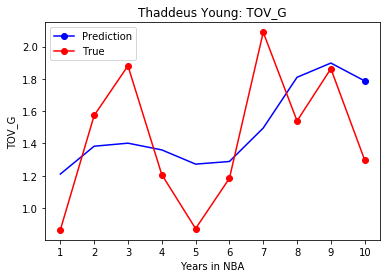 Thaddeus Young: TOV_G
Prediction
True
2.0
1.8
1.6
1.4
1.2
1.0
TOV_G
1 2 3 4 5 6 7 8 9 10
Years in NBA